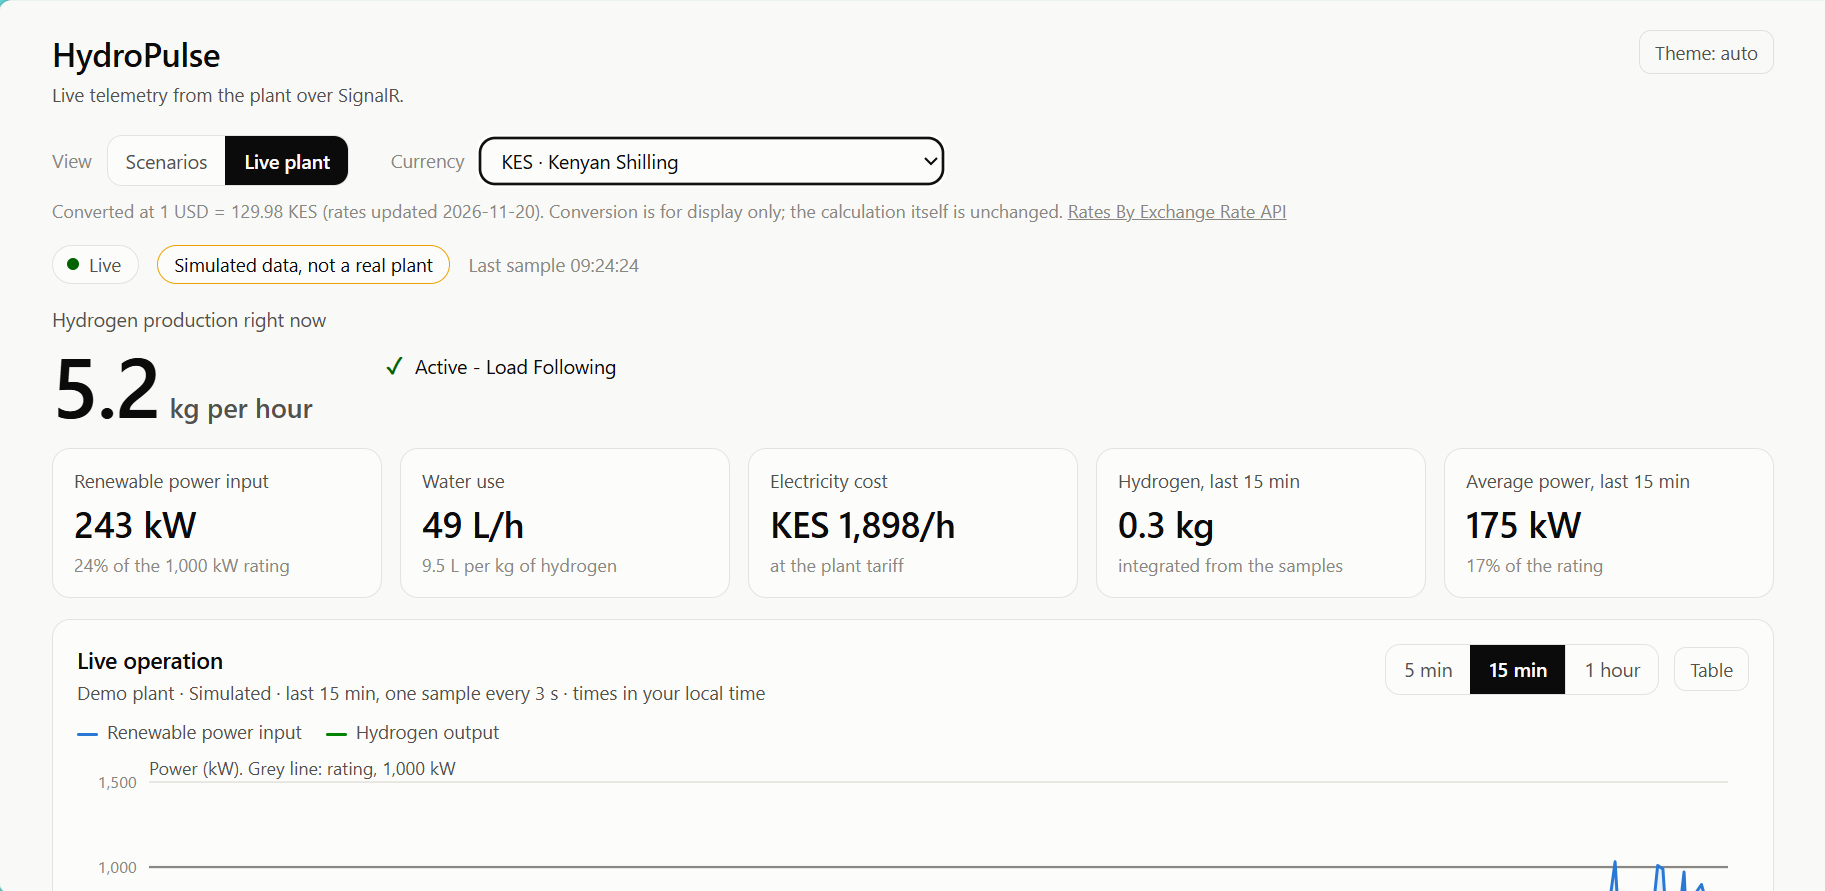 HydroPulse
Theme: auto
Live telemetry from the plant over SignalR.
View Scenarios Live plant Currency KES · Kenyan Shilling
Converted at 1 USD = 129.98 KES (rates updated 2026-11-20). Conversion is for display only; the calculation itself is unchanged. Rates By Exchange Rate API
Live Simulated data, not a real plant Last sample 09:24:24
Hydrogen production right now
5.2 kg per hour
✓ Active - Load Following
Renewable power input
243 kW
24% of the 1,000 kW rating
Water use
49 L/h
9.5 L per kg of hydrogen
Electricity cost
KES 1,898/h
at the plant tariff
Hydrogen, last 15 min
0.3 kg
integrated from the samples
Average power, last 15 min
175 kW
17% of the rating
Live operation
5 min 15 min 1 hour Table
Demo plant · Simulated · last 15 min, one sample every 3 s · times in your local time
Renewable power input Hydrogen output
Power (kW). Grey line: rating, 1,000 kW
1,500
1,000